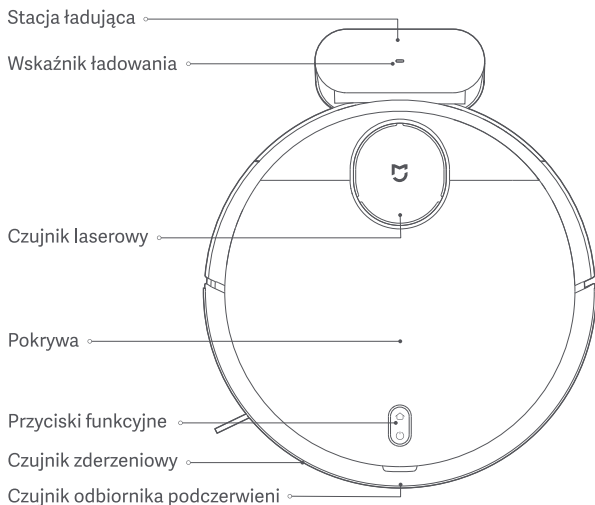 Stacja ładująca
Wskaźnik ładowania
Czujnik laserowy
Pokrywa
Przyciski funkcyjne
Czujnik zderzeniowy
Czujnik odbiornika podczerwieni